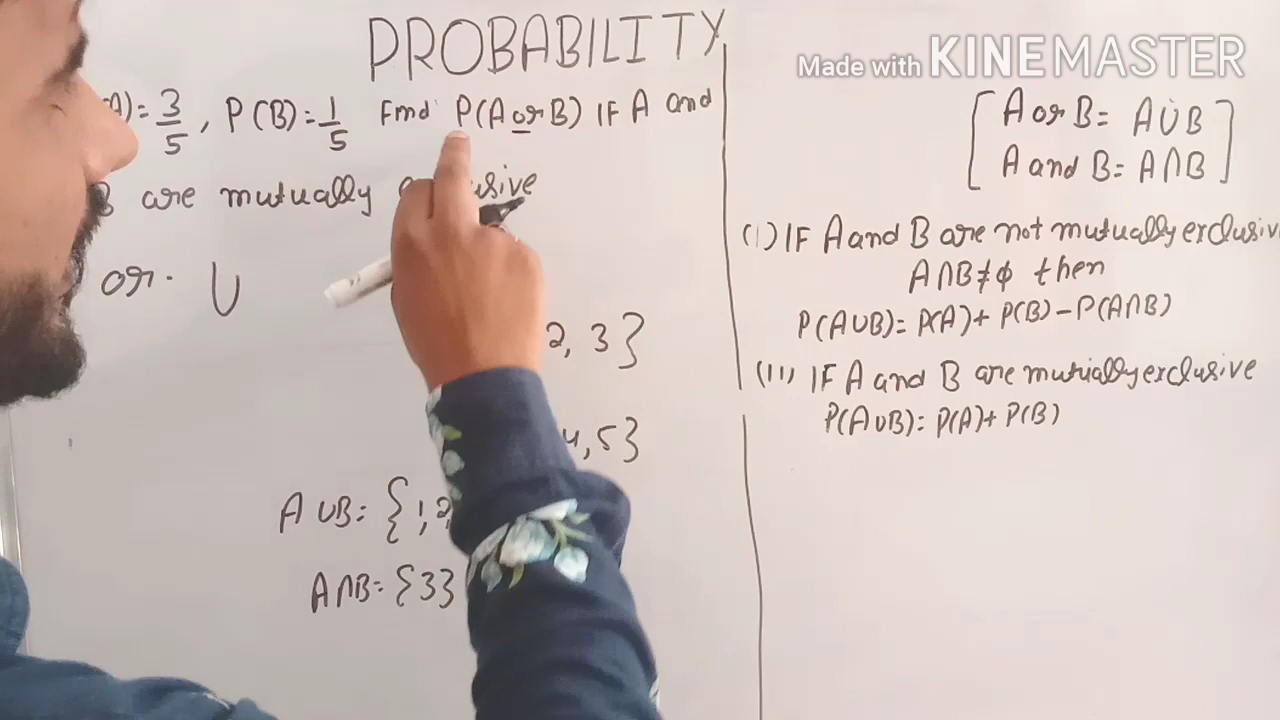 PROBABILITY
Made with KINEMASTER
A) = 3/5, P(B) = 1/5 Find P(A or B) IF A and
B are mutually
or. U
2, 3}
4, 5}
A∪B = {1, 2,
A∩B = {3}
[A or B = A∪B
A and B = A∩B]
(I) IF A and B are not mutually exclusiv
A∩B ≠ φ then
P(A∪B) = P(A) + P(B) - P(A∩B)
(II) IF A and B are mutually exclusive
P(A∪B) = P(A) + P(B)